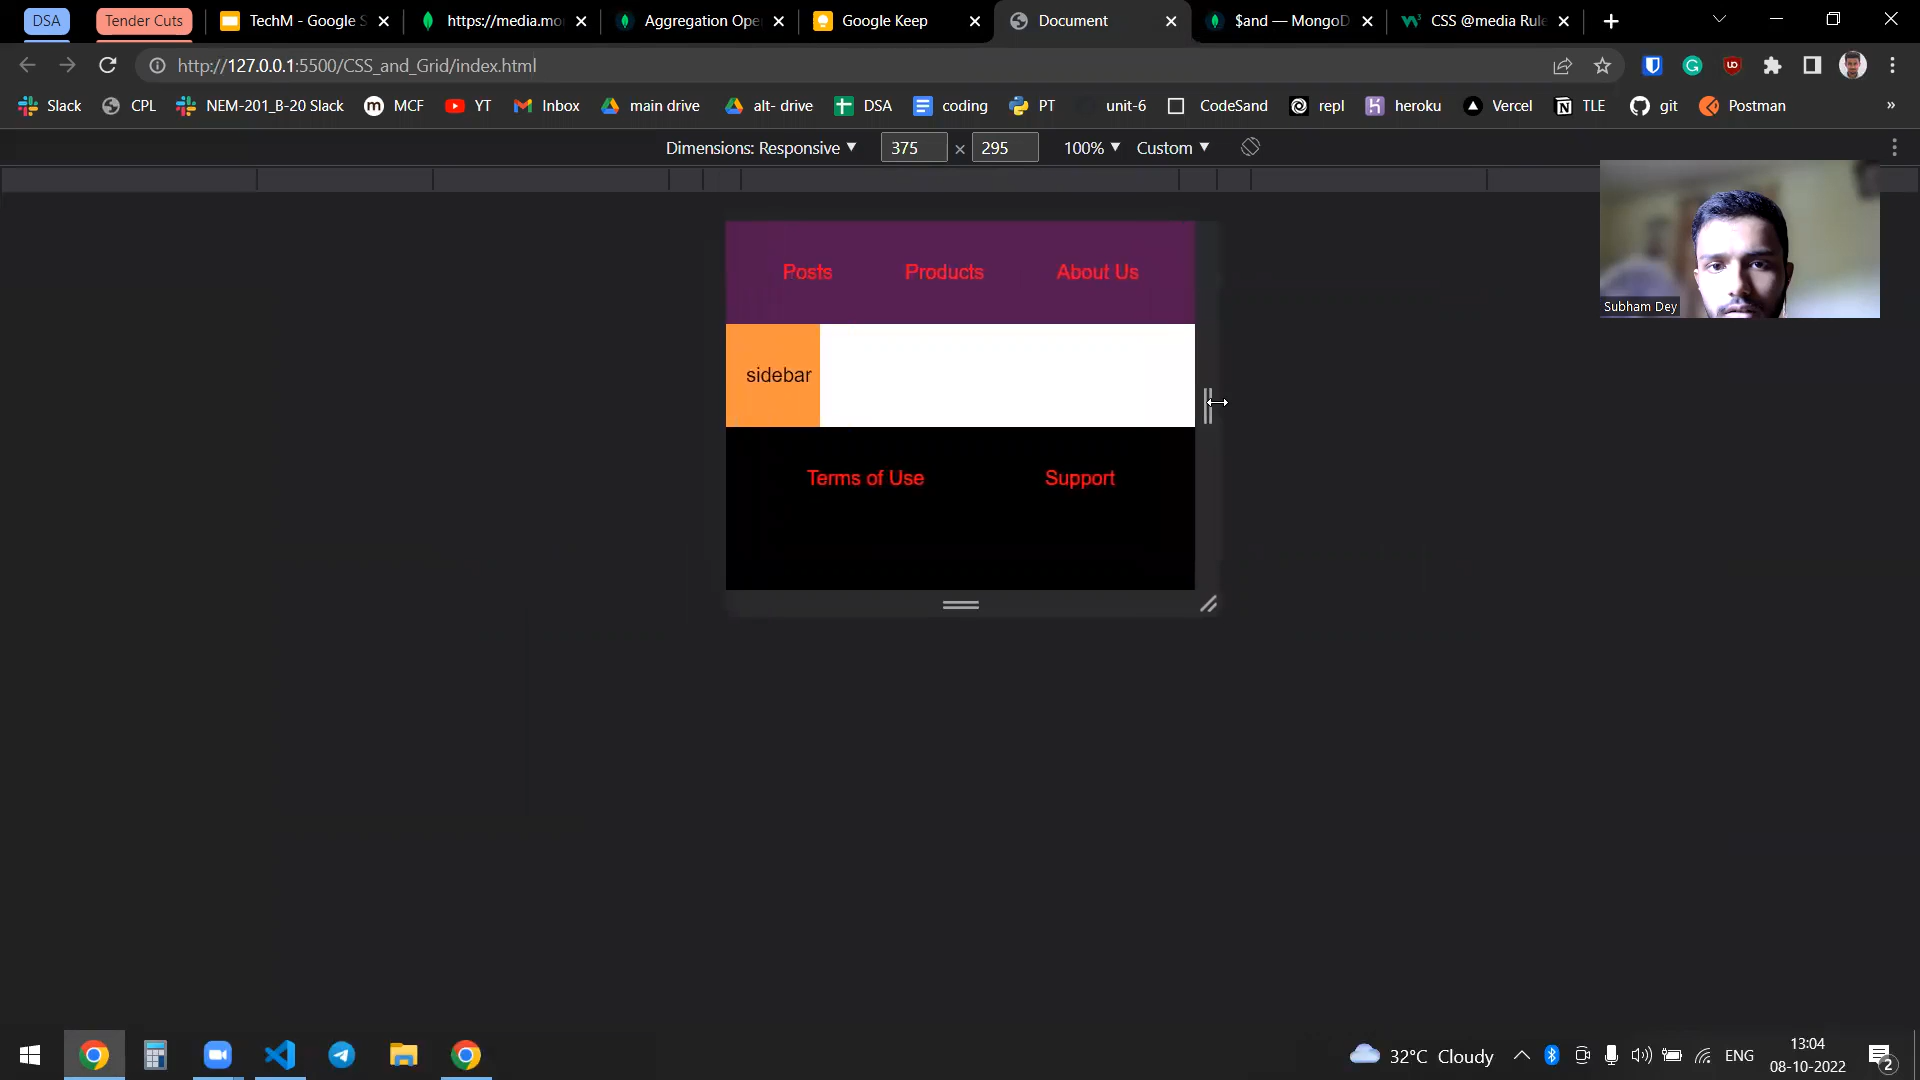 DSA
Tender Cuts
TechM - Google S
https://media.mo
Aggregation Ope
Google Keep
Document
$and — MongoD
CSS @media Rule
http://127.0.0.1:5500/CSS_and_Grid/index.html
Slack
CPL
NEM-201_B-20 Slack
MCF
YT
Inbox
main drive
alt- drive
DSA
coding
PT
unit-6
CodeSand
repl
heroku
Vercel
TLE
git
Postman
»
Dimensions: Responsive
375 × 295
100%
Custom
Posts
Products
About Us
Subham Dey
sidebar
Terms of Use
Support
32°C Cloudy
ENG
13:04
08-10-2022
2